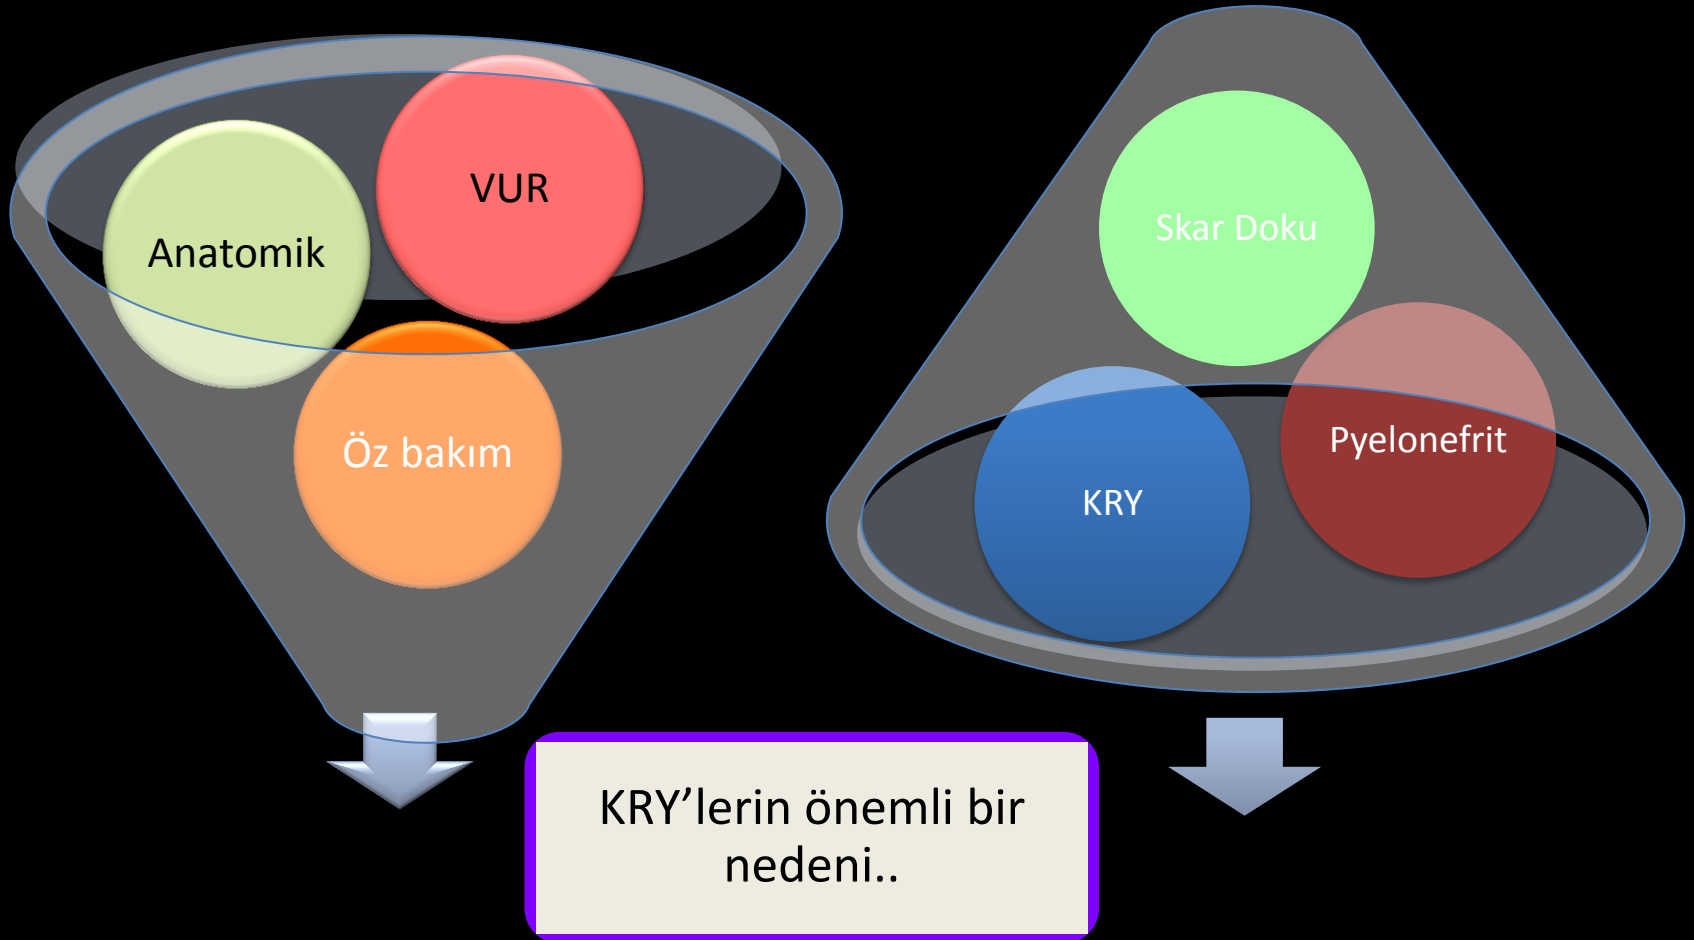 VUR
Anatomik
Öz bakım
Skar Doku
Pyelonefrit
KRY
KRY’lerin önemli bir
nedeni..